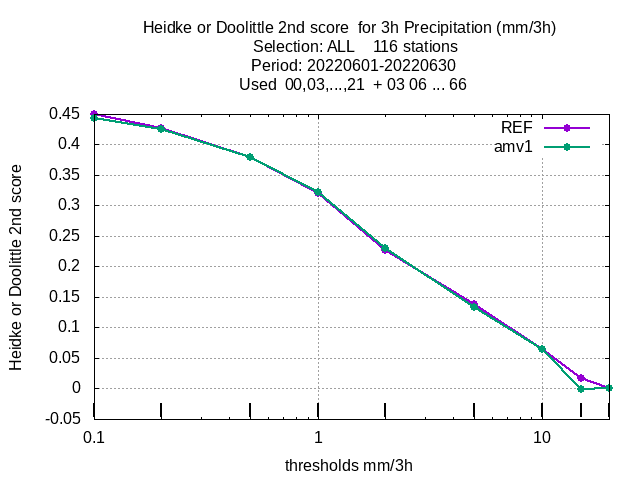 Heidke or Doolittle 2nd score  for 3h Precipitation (mm/3h)
Selection: ALL    116 stations
Period: 20220601-20220630
Used  00,03,...,21  + 03 06 ... 66
REF
amv1
0.45
0.4
0.35
0.3
0.25
0.2
0.15
0.1
0.05
0
-0.05
Heidke or Doolittle 2nd score
0.1 1 10
thresholds mm/3h